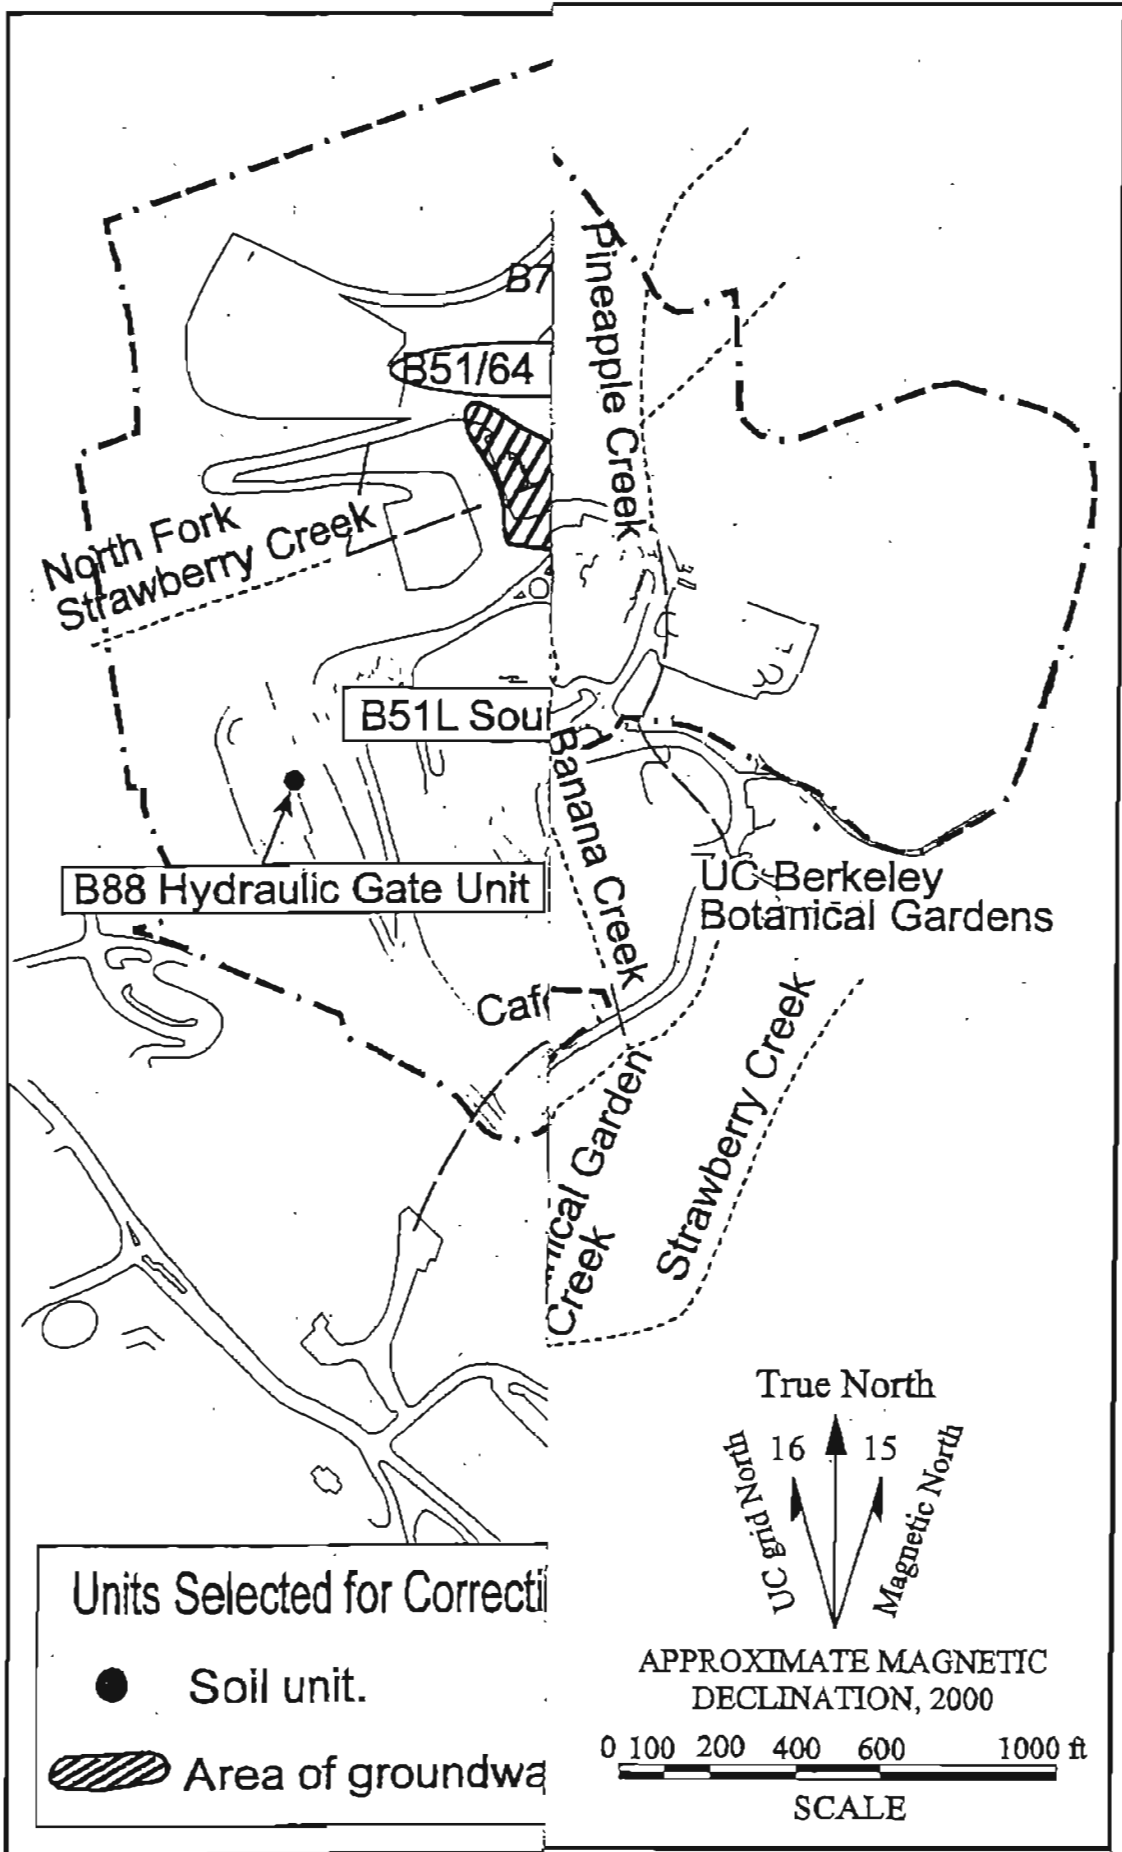 B7
Pineapple Creek
B51/64
North Fork
Strawberry Creek
B51L Sou
Banana Creek
B88 Hydraulic Gate Unit
UC Berkeley
Botanical Gardens
Caf
nical Garden
Creek
Strawberry Creek
True North
16
15
UC grid North
Magnetic North
APPROXIMATE MAGNETIC
DECLINATION, 2000
0 100 200 400 600 1000 ft
SCALE
Units Selected for Correcti
Soil unit.
Area of groundwa